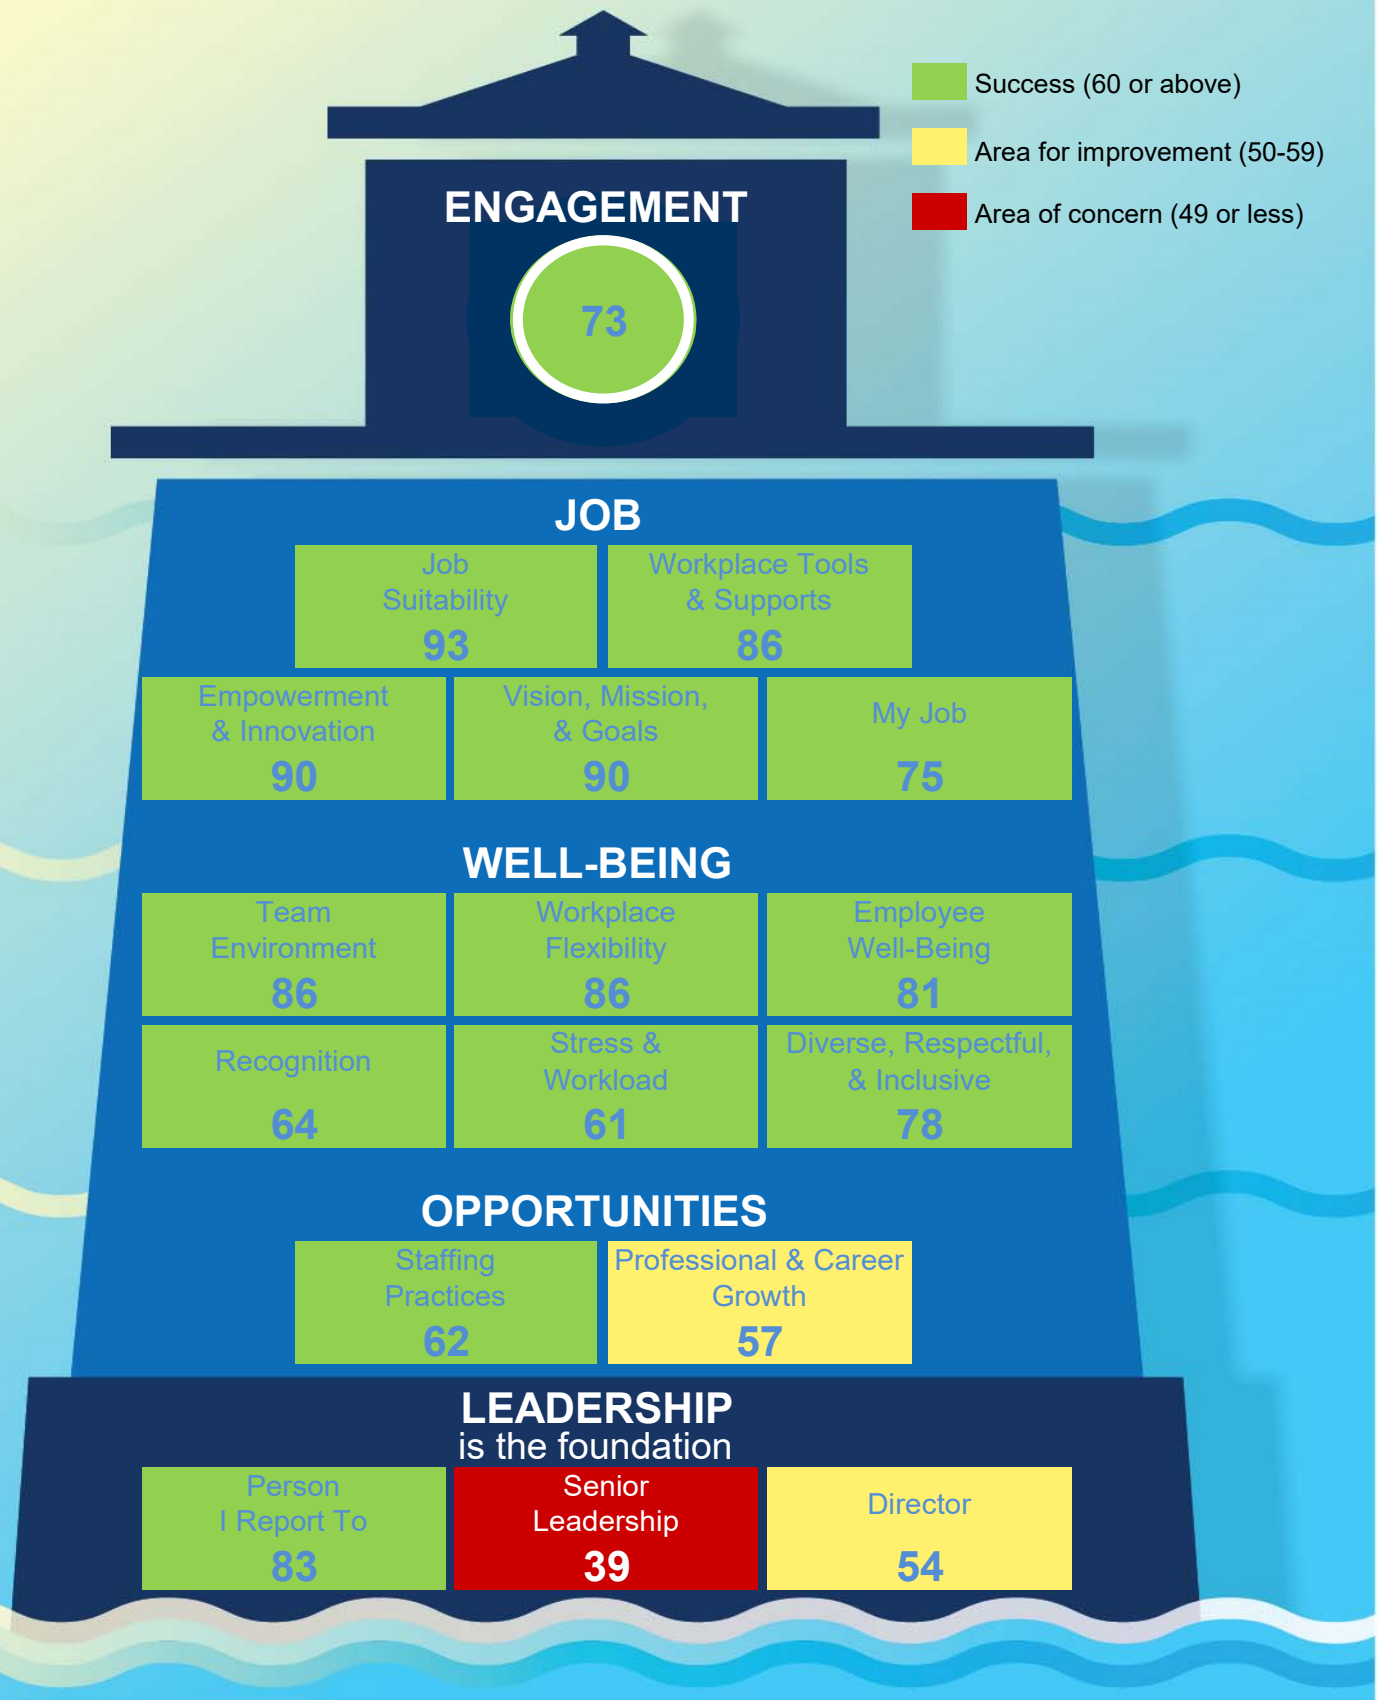 Success (60 or above)
Area for improvement (50-59)
Area of concern (49 or less)
ENGAGEMENT
73
JOB
Job
Suitability
93
Workplace Tools
& Supports
86
Empowerment
& Innovation
90
Vision, Mission,
& Goals
90
My Job
75
WELL-BEING
Team
Environment
86
Workplace
Flexibility
86
Employee
Well-Being
81
Recognition
64
Stress &
Workload
61
Diverse, Respectful,
& Inclusive
78
OPPORTUNITIES
Staffing
Practices
62
Professional & Career
Growth
57
LEADERSHIP
is the foundation
Person
I Report To
83
Senior
Leadership
39
Director
54